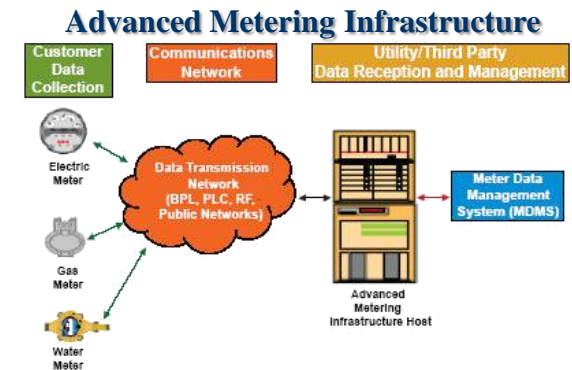 Advanced Metering Infrastructure
Customer
Data
Collection
Communications
Network
Utility/Third Party
Data Reception and Management
Electric
Meter
Gas
Meter
Water
Meter
Data Transmission
Network
(BPL, PLC, RF,
Public Networks)
Advanced
Metering
Infrastructure Host
Meter Data
Management
System (MDMS)